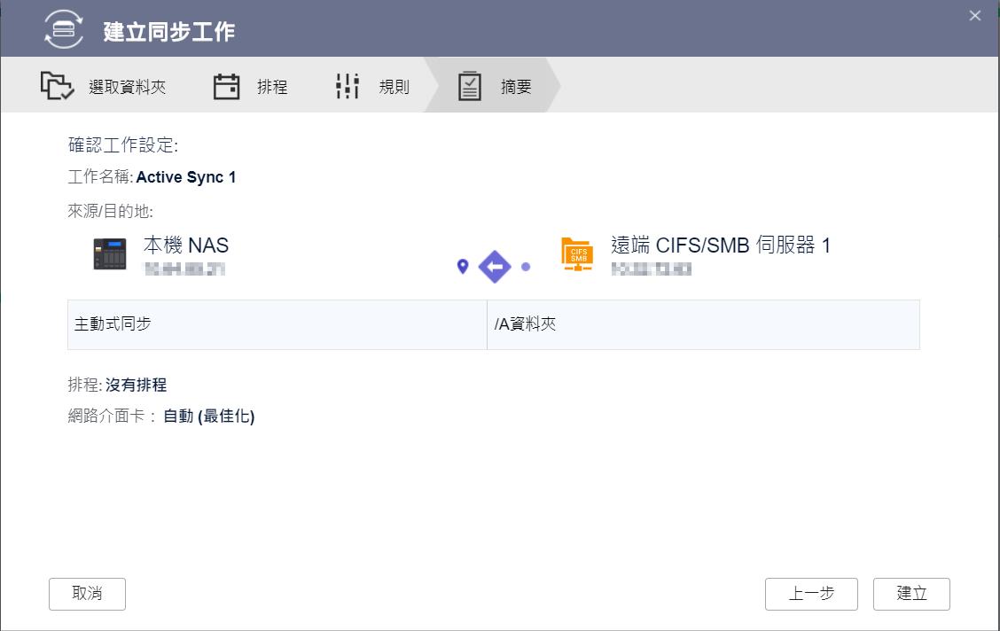 建立同步工作
選取資料夾
排程
規則
摘要
確認工作設定:
工作名稱: Active Sync 1
來源/目的地:
本機 NAS
遠端 CIFS/SMB 伺服器 1
CIFS
SMB
主動式同步
/A資料夾
排程: 沒有排程
網路介面卡： 自動 (最佳化)
取消
上一步
建立